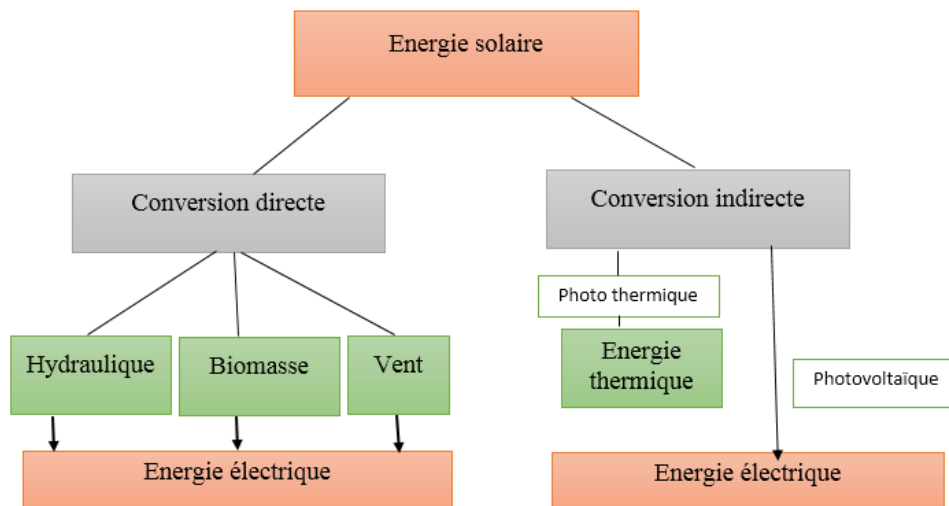 Energie solaire
Conversion directe
Conversion indirecte
Photo thermique
Hydraulique
Biomasse
Vent
Energie
thermique
Photovoltaïque
Energie électrique
Energie électrique